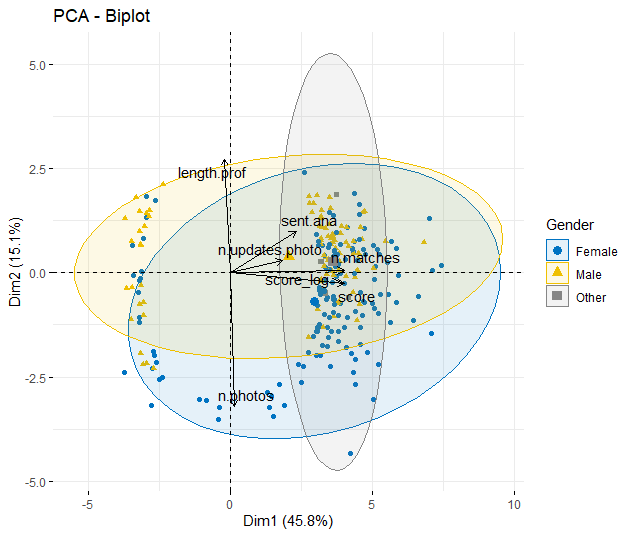 PCA - Biplot
5.0
2.5
0.0
-2.5
-5.0
Dim2 (15.1%)
length.prof
sent.ana
n.updates.photo
n.matches
score_log
score
n.photos
-5
0
5
10
Dim1 (45.8%)
Gender
Female
Male
Other